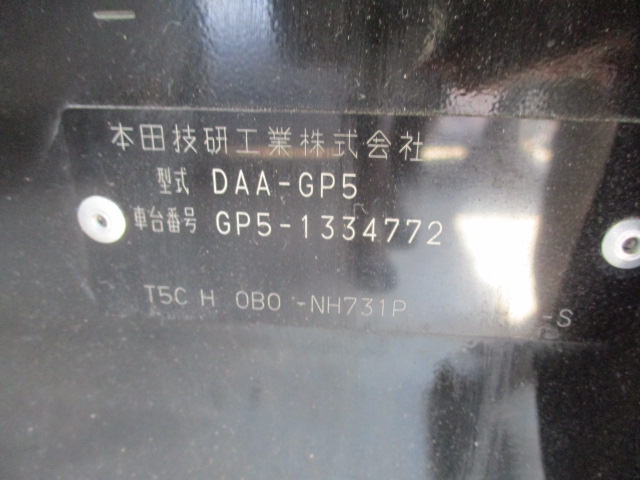 本田技研工業株式会社
型式 DAA-GP5
車台番号 GP5-1334772
T5C H 0B0 -NH731P -S